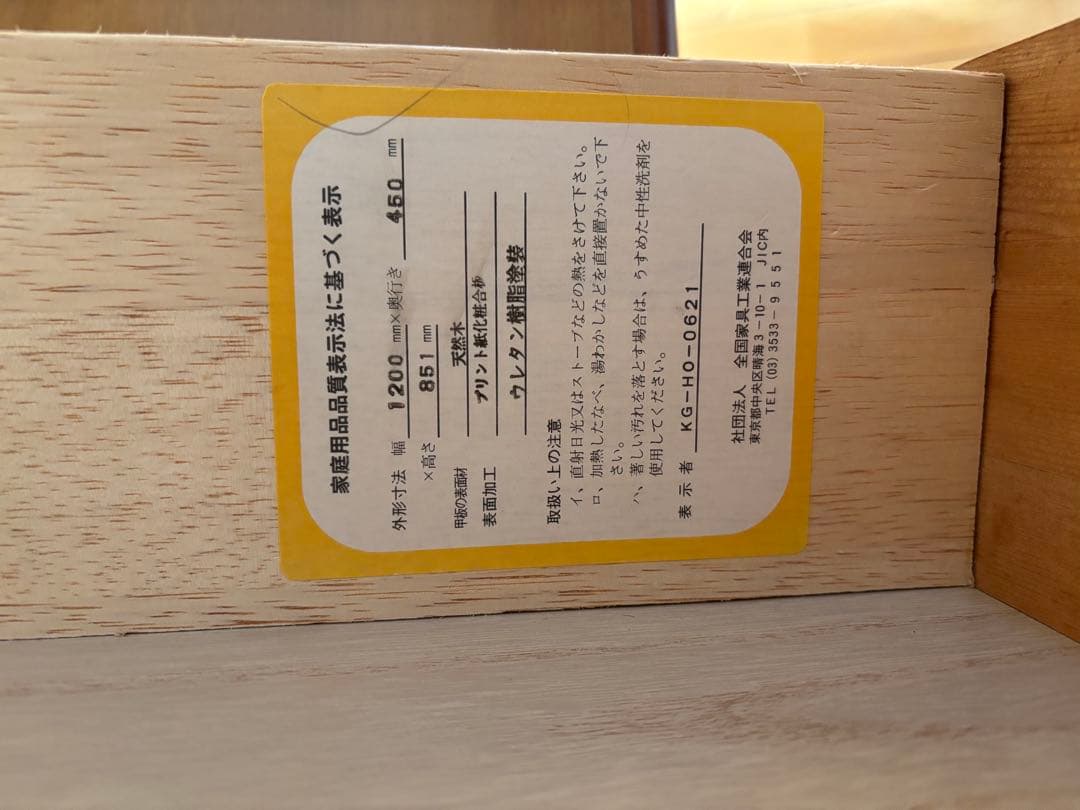 家庭用品品質表示法に基づく表示
外形寸法 幅 1200 mm×奥行き 450 mm
×高さ 851 mm
甲板の表面材 天然木
プリント紙化粧合板
表面加工 ウレタン樹脂塗装
取扱い上の注意
イ、直射日光又はストーブなどの熱をさけて下さい。
ロ、加熱したなべ、湯わかしなどを直接置かないで下
さい。
ハ、著しい汚れを落とす場合は、うすめた中性洗剤を
使用してください。
表示者 KG-HO-0621
社団法人 全国家具工業連合会
東京都中央区晴海3-10-1 JIC内
TEL (03) 3533-9551